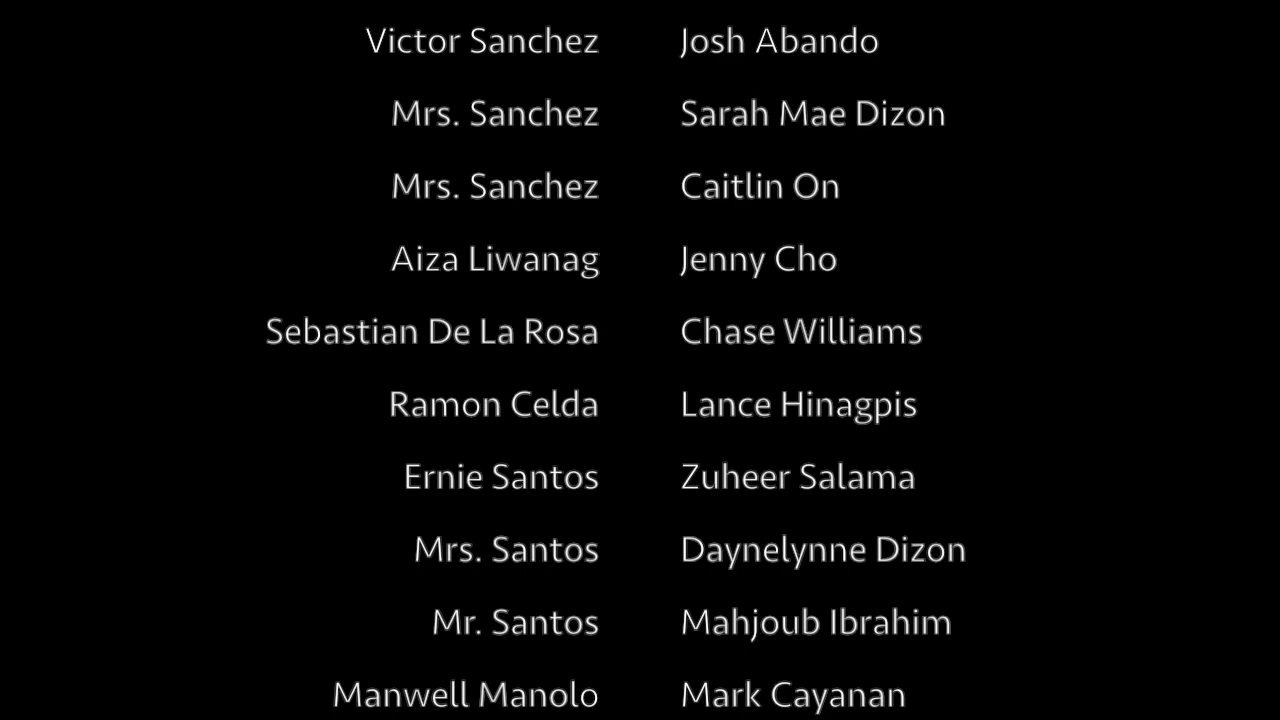 Victor Sanchez Josh Abando
Mrs. Sanchez Sarah Mae Dizon
Mrs. Sanchez Caitlin On
Aiza Liwanag Jenny Cho
Sebastian De La Rosa Chase Williams
Ramon Celda Lance Hinagpis
Ernie Santos Zuheer Salama
Mrs. Santos Daynelynne Dizon
Mr. Santos Mahjoub Ibrahim
Manwell Manolo Mark Cayanan